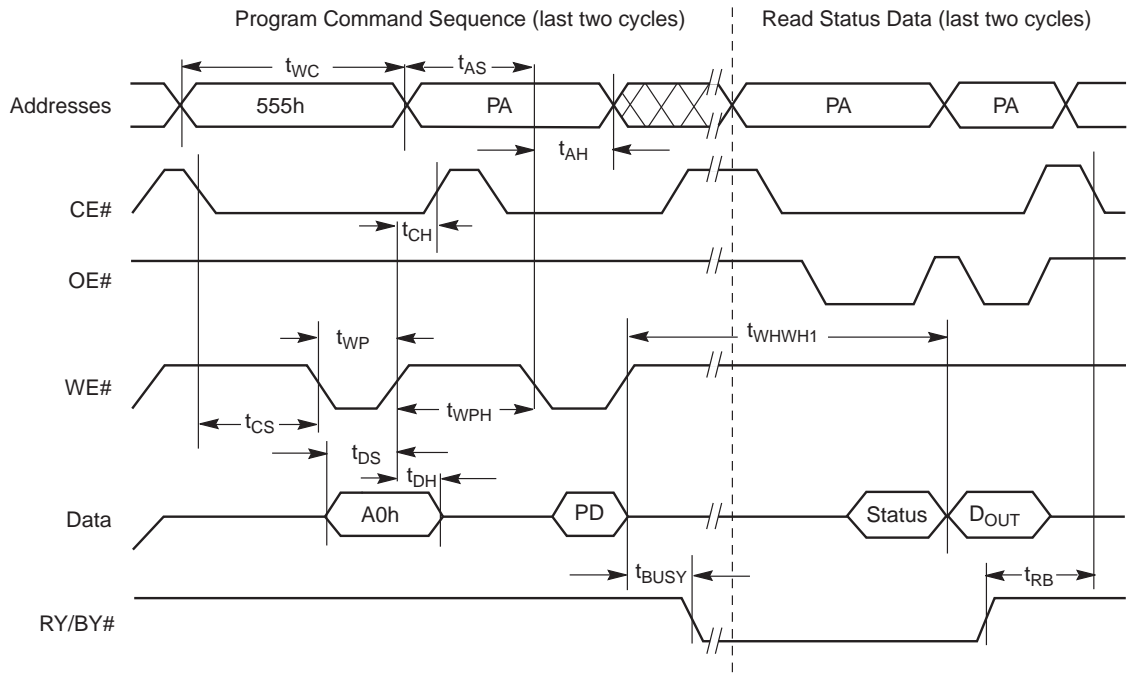 Program Command Sequence (last two cycles)
Read Status Data (last two cycles)
tWC
tAS
Addresses
555h
PA
PA
PA
tAH
CE#
tCH
OE#
tWP
tWHWH1
WE#
tCS
tWPH
tDS
tDH
Data
A0h
PD
Status
DOUT
tBUSY
tRB
RY/BY#